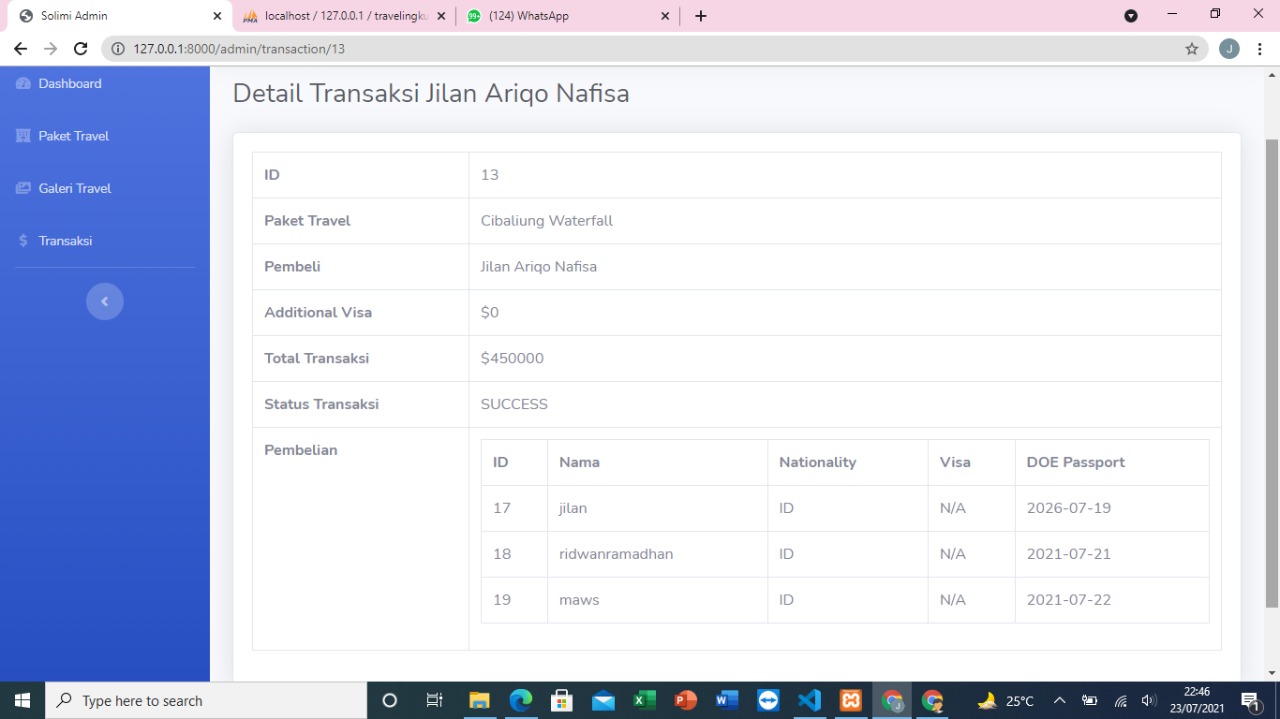 Solimi Admin
localhost / 127.0.0.1 / travelingku
99+
(124) WhatsApp
127.0.0.1:8000/admin/transaction/13
J
Dashboard
Paket Travel
Galeri Travel
$ Transaksi
Detail Transaksi Jilan Ariqo Nafisa
ID 13
Paket Travel Cibaliung Waterfall
Pembeli Jilan Ariqo Nafisa
Additional Visa $0
Total Transaksi $450000
Status Transaksi SUCCESS
Pembelian
ID Nama Nationality Visa DOE Passport
17 jilan ID N/A 2026-07-19
18 ridwanramadhan ID N/A 2021-07-21
19 maws ID N/A 2021-07-22
Type here to search
25°C
22:46
23/07/2021
1